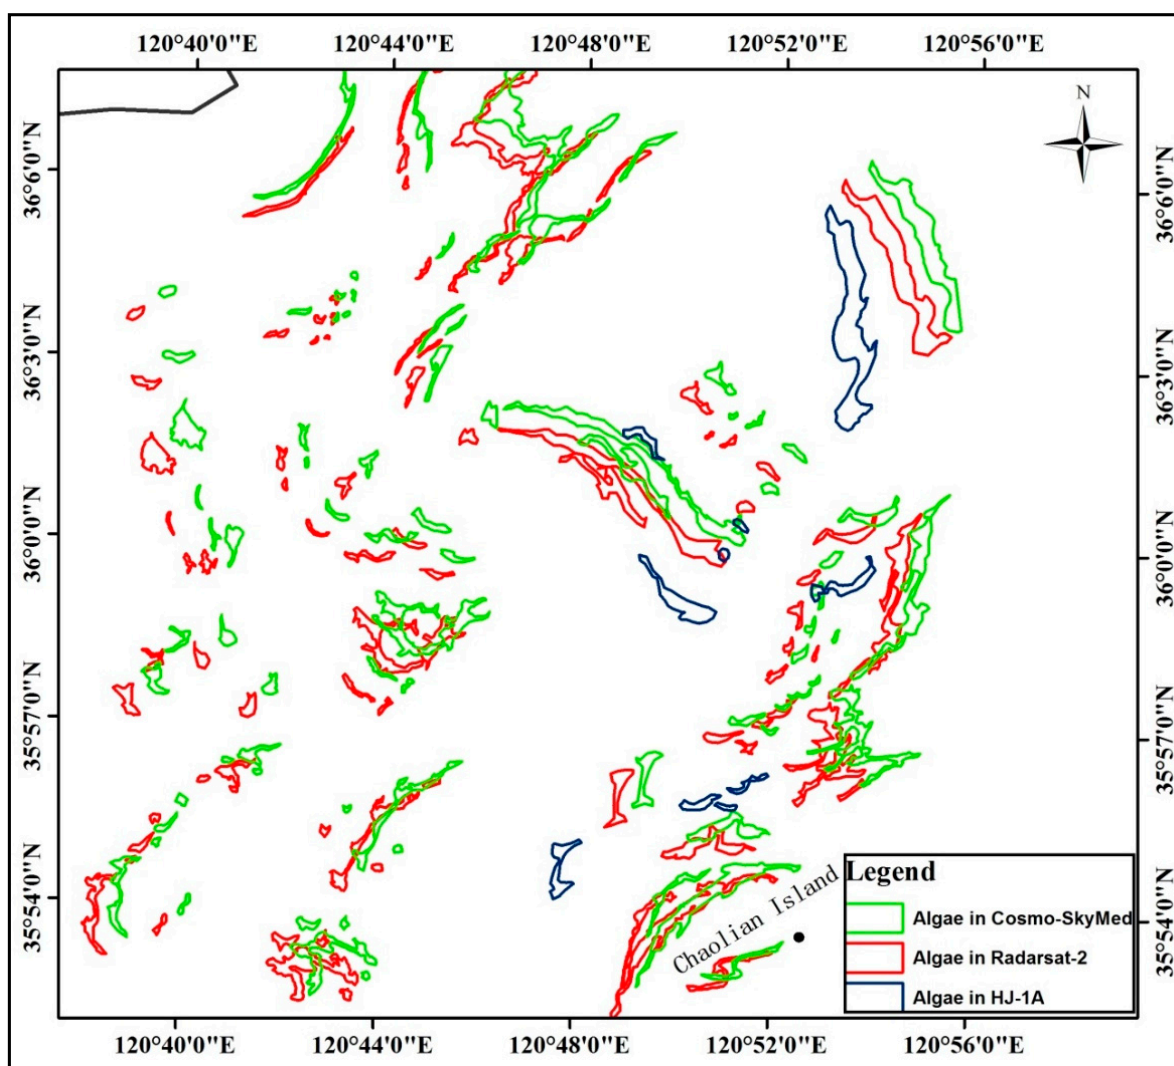 120°40'0"E 120°44'0"E 120°48'0"E 120°52'0"E 120°56'0"E
N
36°6'0"N
36°6'0"N
36°3'0"N
36°3'0"N
36°0'0"N
36°0'0"N
35°57'0"N
35°57'0"N
35°54'0"N
35°54'0"N
Chaolian Island
Legend
Algae in Cosmo-SkyMed
Algae in Radarsat-2
Algae in HJ-1A
120°40'0"E 120°44'0"E 120°48'0"E 120°52'0"E 120°56'0"E